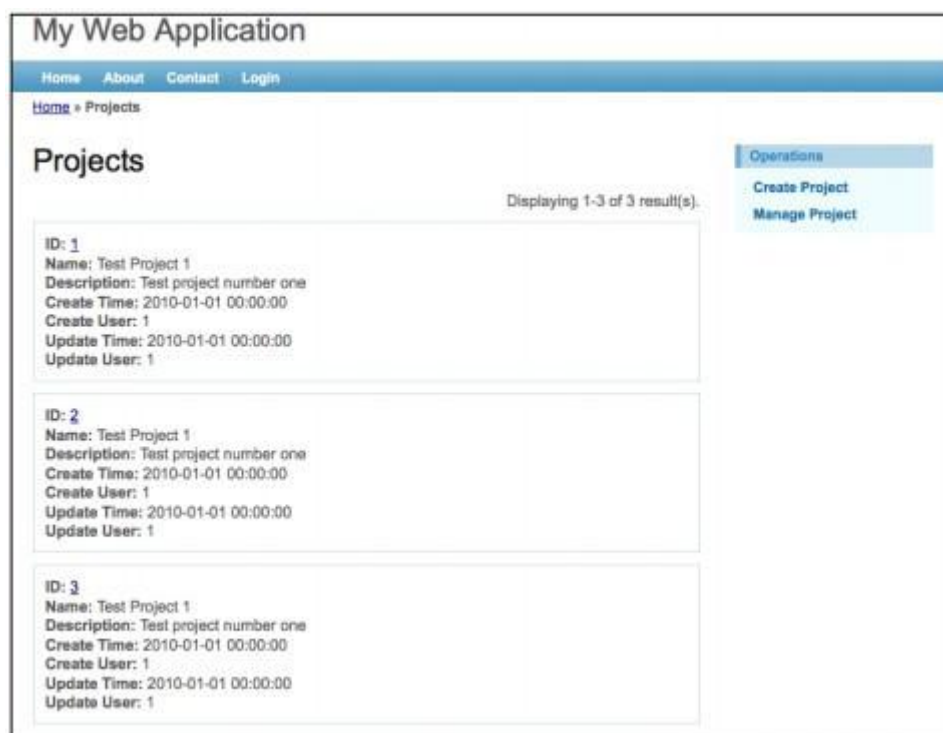 My Web Application
Home About Contact Login
Home » Projects
Projects
Displaying 1-3 of 3 result(s).
ID: 1
Name: Test Project 1
Description: Test project number one
Create Time: 2010-01-01 00:00:00
Create User: 1
Update Time: 2010-01-01 00:00:00
Update User: 1
ID: 2
Name: Test Project 1
Description: Test project number one
Create Time: 2010-01-01 00:00:00
Create User: 1
Update Time: 2010-01-01 00:00:00
Update User: 1
ID: 3
Name: Test Project 1
Description: Test project number one
Create Time: 2010-01-01 00:00:00
Create User: 1
Update Time: 2010-01-01 00:00:00
Update User: 1
Operations
Create Project
Manage Project